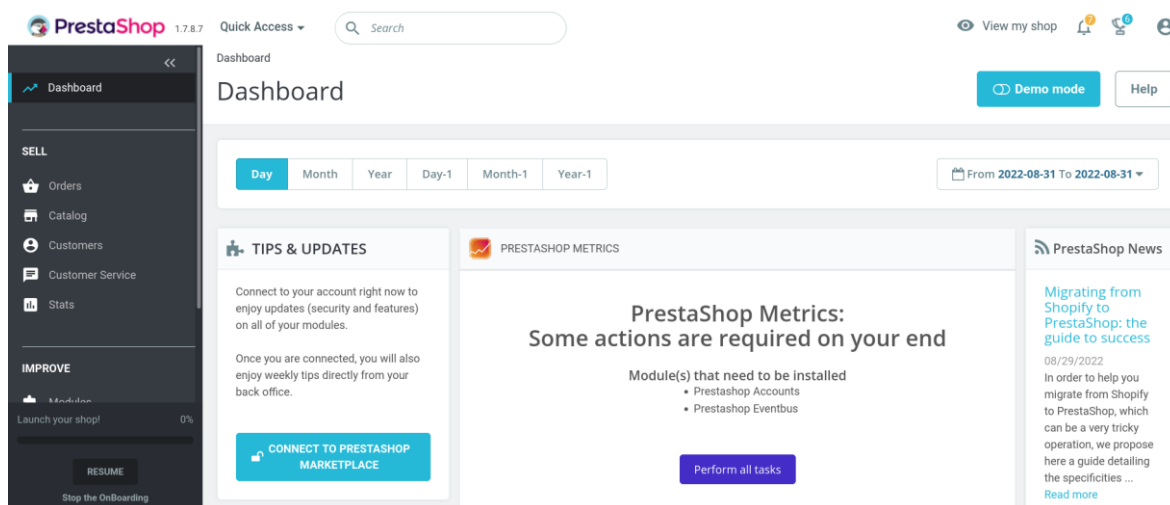 PrestaShop 1.7.8.7 Quick Access Search View my shop 7 6
«
Dashboard
SELL
Orders
Catalog
Customers
Customer Service
Stats
IMPROVE
Modules
Launch your shop! 0%
RESUME
Stop the OnBoarding
Dashboard
Dashboard
Demo mode Help
Day Month Year Day-1 Month-1 Year-1 From 2022-08-31 To 2022-08-31
TIPS & UPDATES
Connect to your account right now to
enjoy updates (security and features)
on all of your modules.
Once you are connected, you will also
enjoy weekly tips directly from your
back office.
CONNECT TO PRESTASHOP
MARKETPLACE
PRESTASHOP METRICS
PrestaShop Metrics:
Some actions are required on your end
Module(s) that need to be installed
• Prestashop Accounts
• Prestashop Eventbus
Perform all tasks
PrestaShop News
Migrating from
Shopify to
PrestaShop: the
guide to success
08/29/2022
In order to help you
migrate from Shopify
to PrestaShop, which
can be a very tricky
operation, we propose
here a guide detailing
the specificities ...
Read more